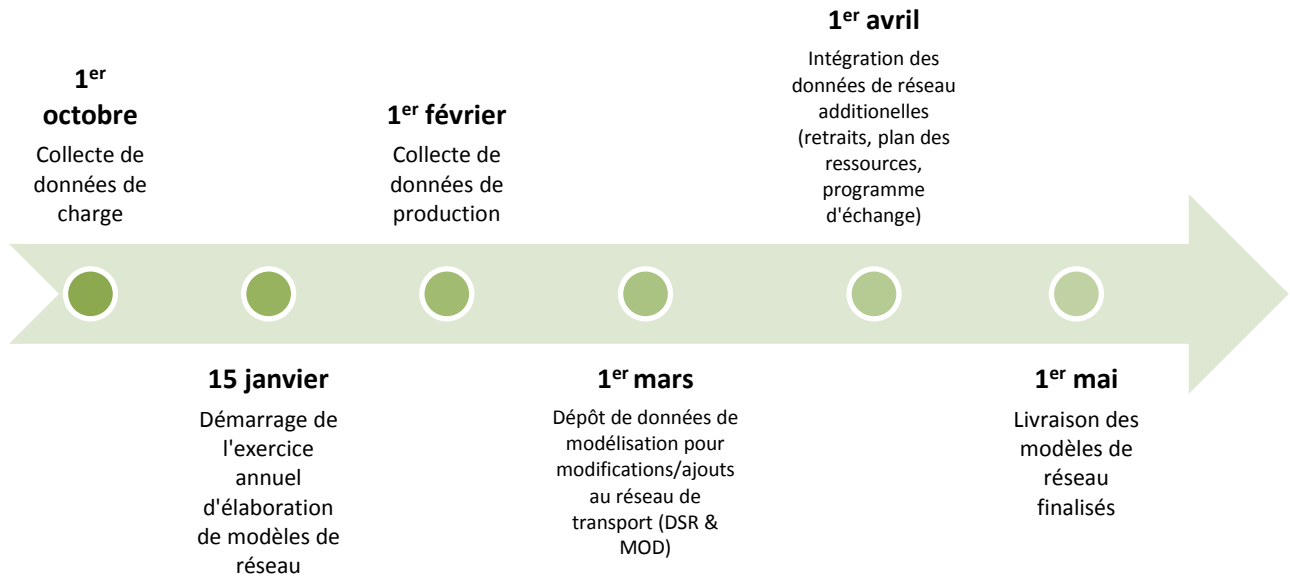 1er
octobre
Collecte de
données de
charge
15 janvier
Démarrage de
l'exercice
annuel
d'élaboration
de modèles de
réseau
1er février
Collecte de
données de
production
1er mars
Dépôt de données de
modélisation pour
modifications/ajouts
au réseau de
transport (DSR &
MOD)
1er avril
Intégration des
données de réseau
additionelles
(retraits, plan des
ressources,
programme
d'échange)
1er mai
Livraison des
modèles de
réseau
finalisés